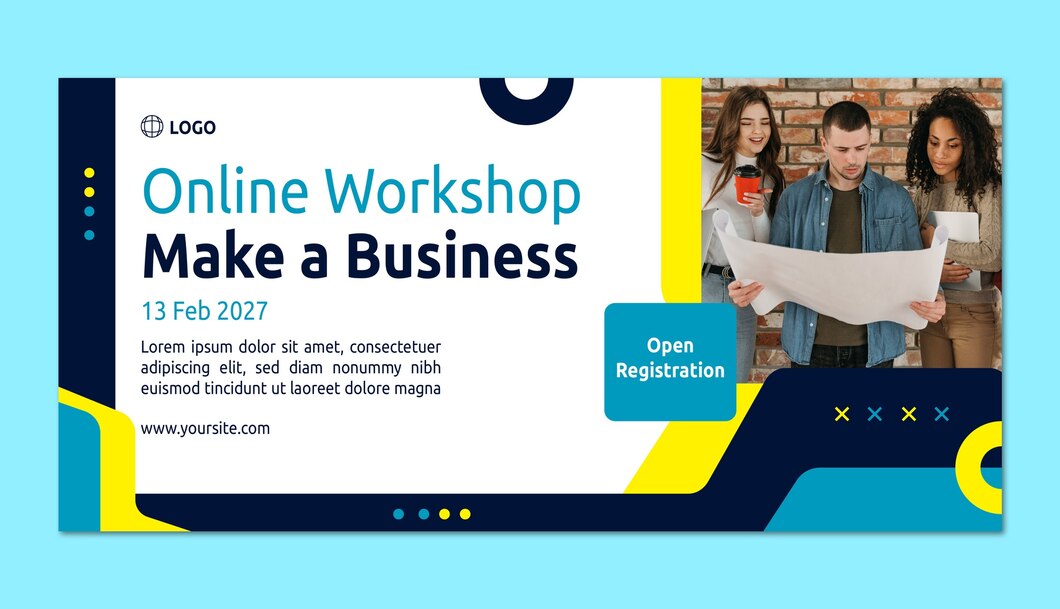 LOGO
Online Workshop
Make a Business
13 Feb 2027
Lorem ipsum dolor sit amet, consectetuer
adipiscing elit, sed diam nonummy nibh
euismod tincidunt ut laoreet dolore magna
www.yoursite.com
Open
Registration